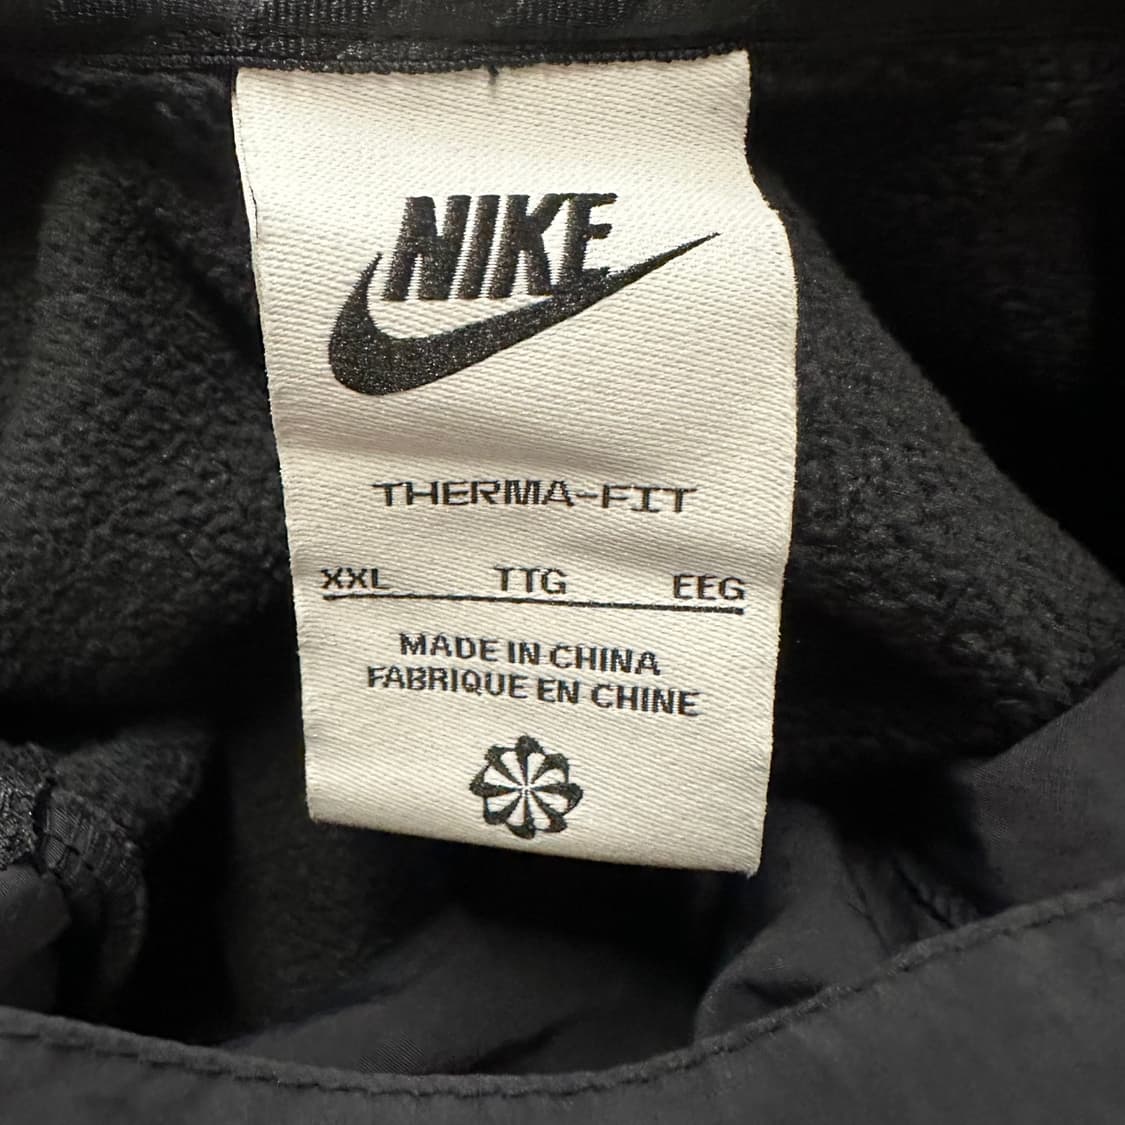 NIKE
THERMA-FIT
XXL TTG EEG
MADE IN CHINA
FABRIQUE EN CHINE